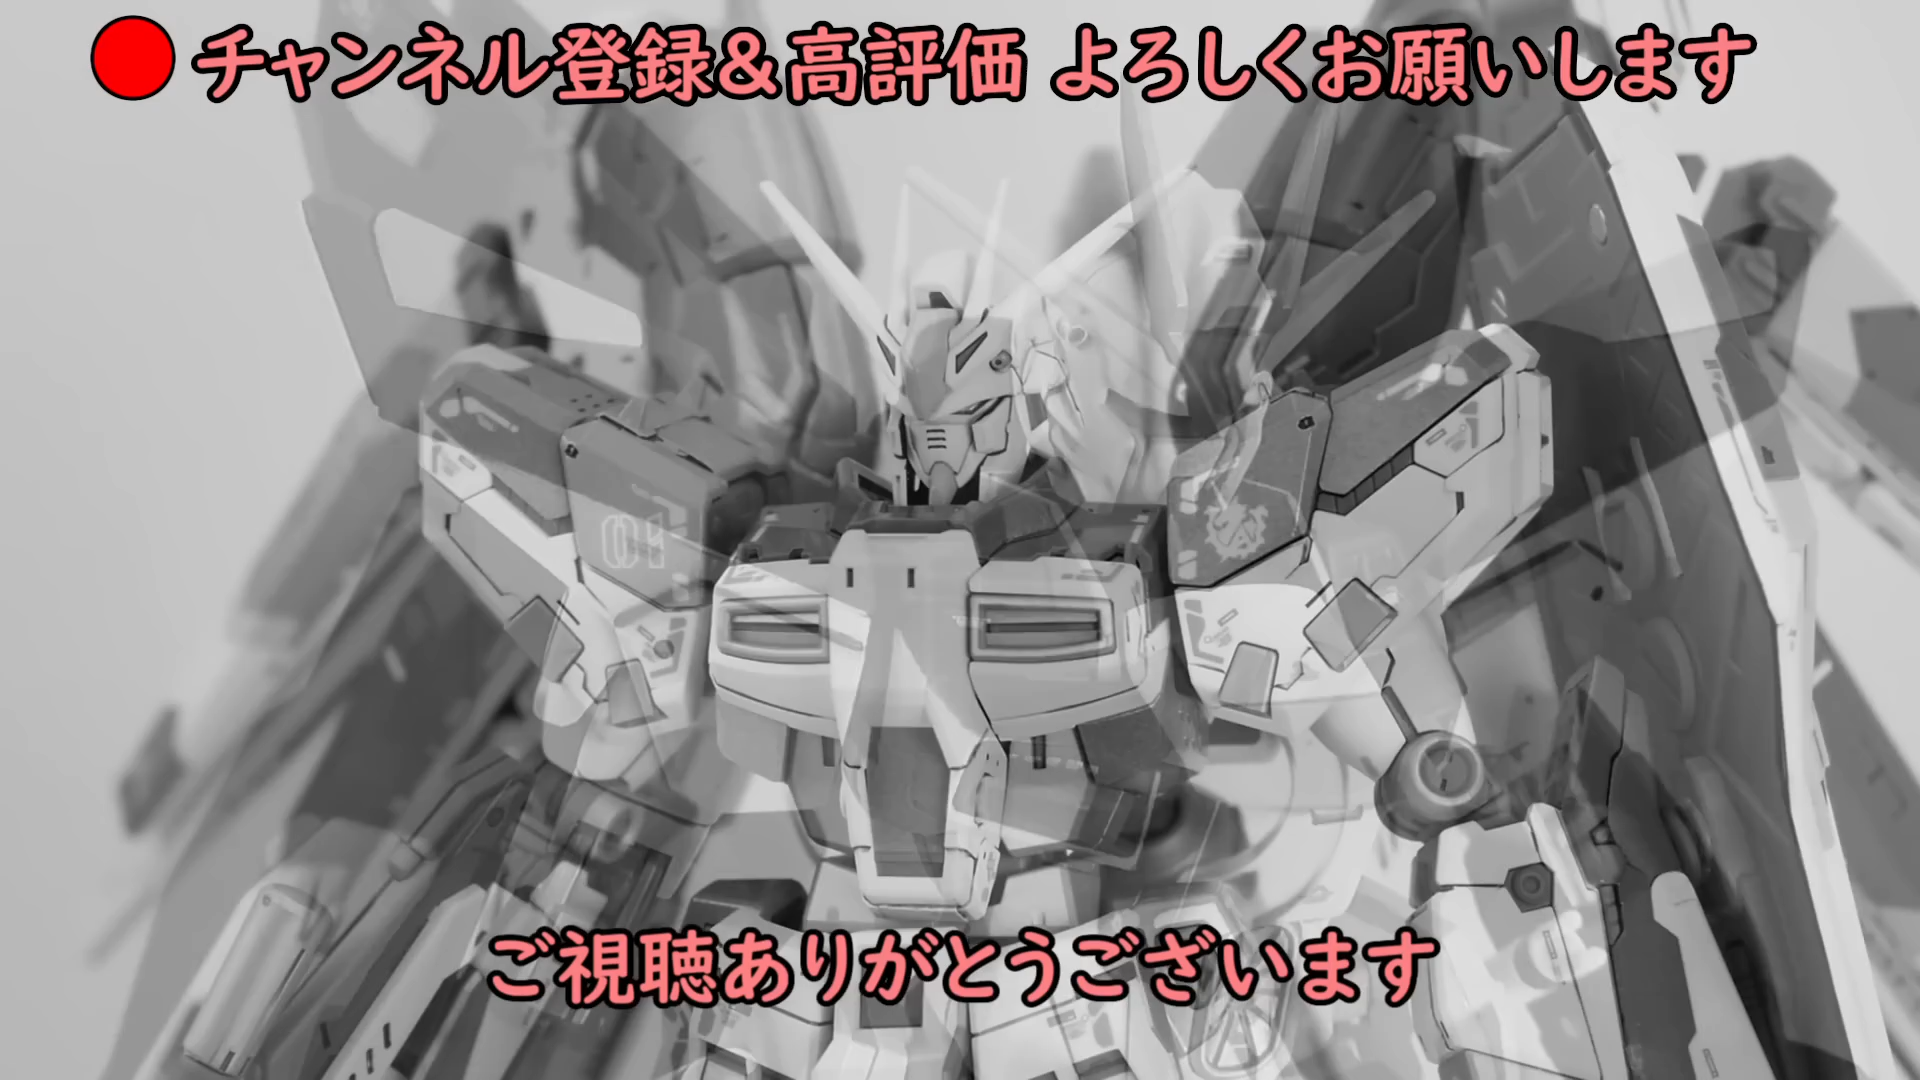 チャンネル登録&高評価 よろしくお願いします
01
ご視聴ありがとうございます